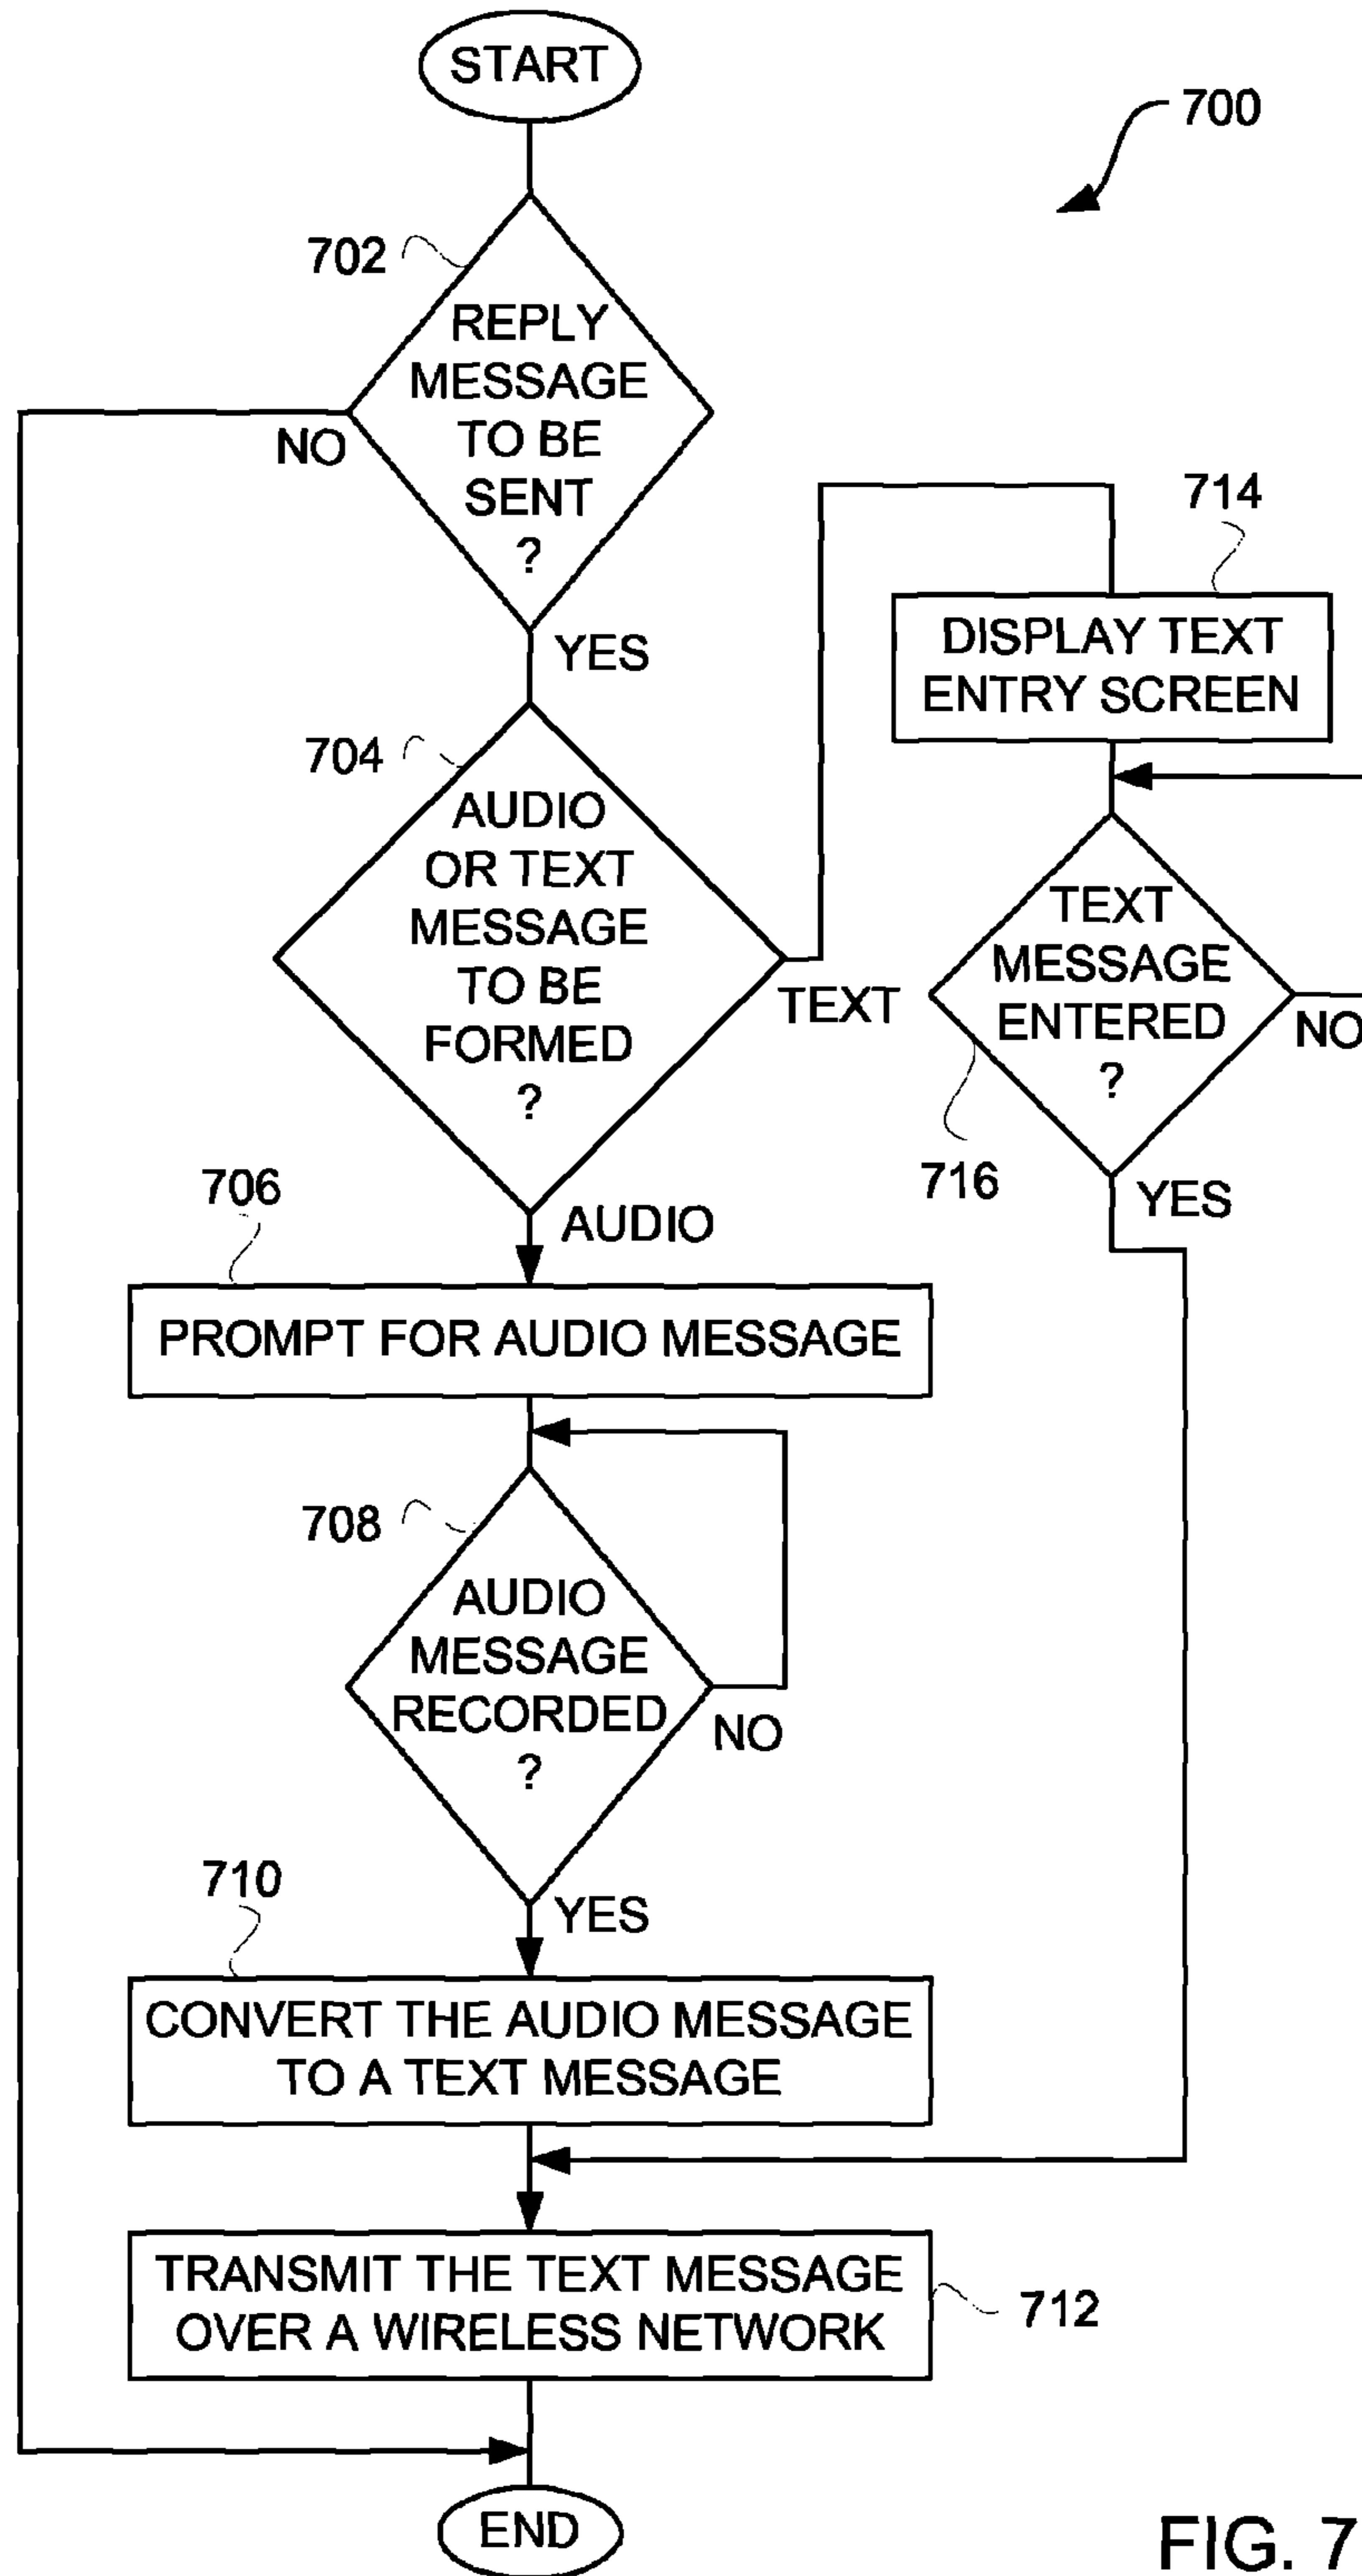 START
700
702
REPLY
MESSAGE
TO BE
SENT
?
NO
YES
704
AUDIO
OR TEXT
MESSAGE
TO BE
FORMED
?
TEXT
AUDIO
714
DISPLAY TEXT
ENTRY SCREEN
TEXT
MESSAGE
ENTERED
?
NO
716
YES
706
PROMPT FOR AUDIO MESSAGE
708
AUDIO
MESSAGE
RECORDED
?
NO
YES
710
CONVERT THE AUDIO MESSAGE
TO A TEXT MESSAGE
TRANSMIT THE TEXT MESSAGE
OVER A WIRELESS NETWORK
712
END
FIG. 7